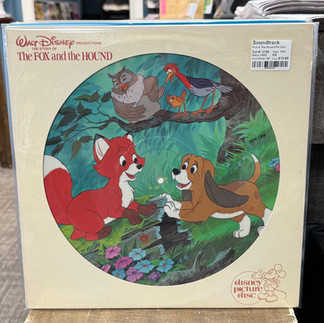 WALT DISNEY PRODUCTIONS
THE STORY OF
THE FOX and the HOUND
Soundtrack
disney
picture
disc